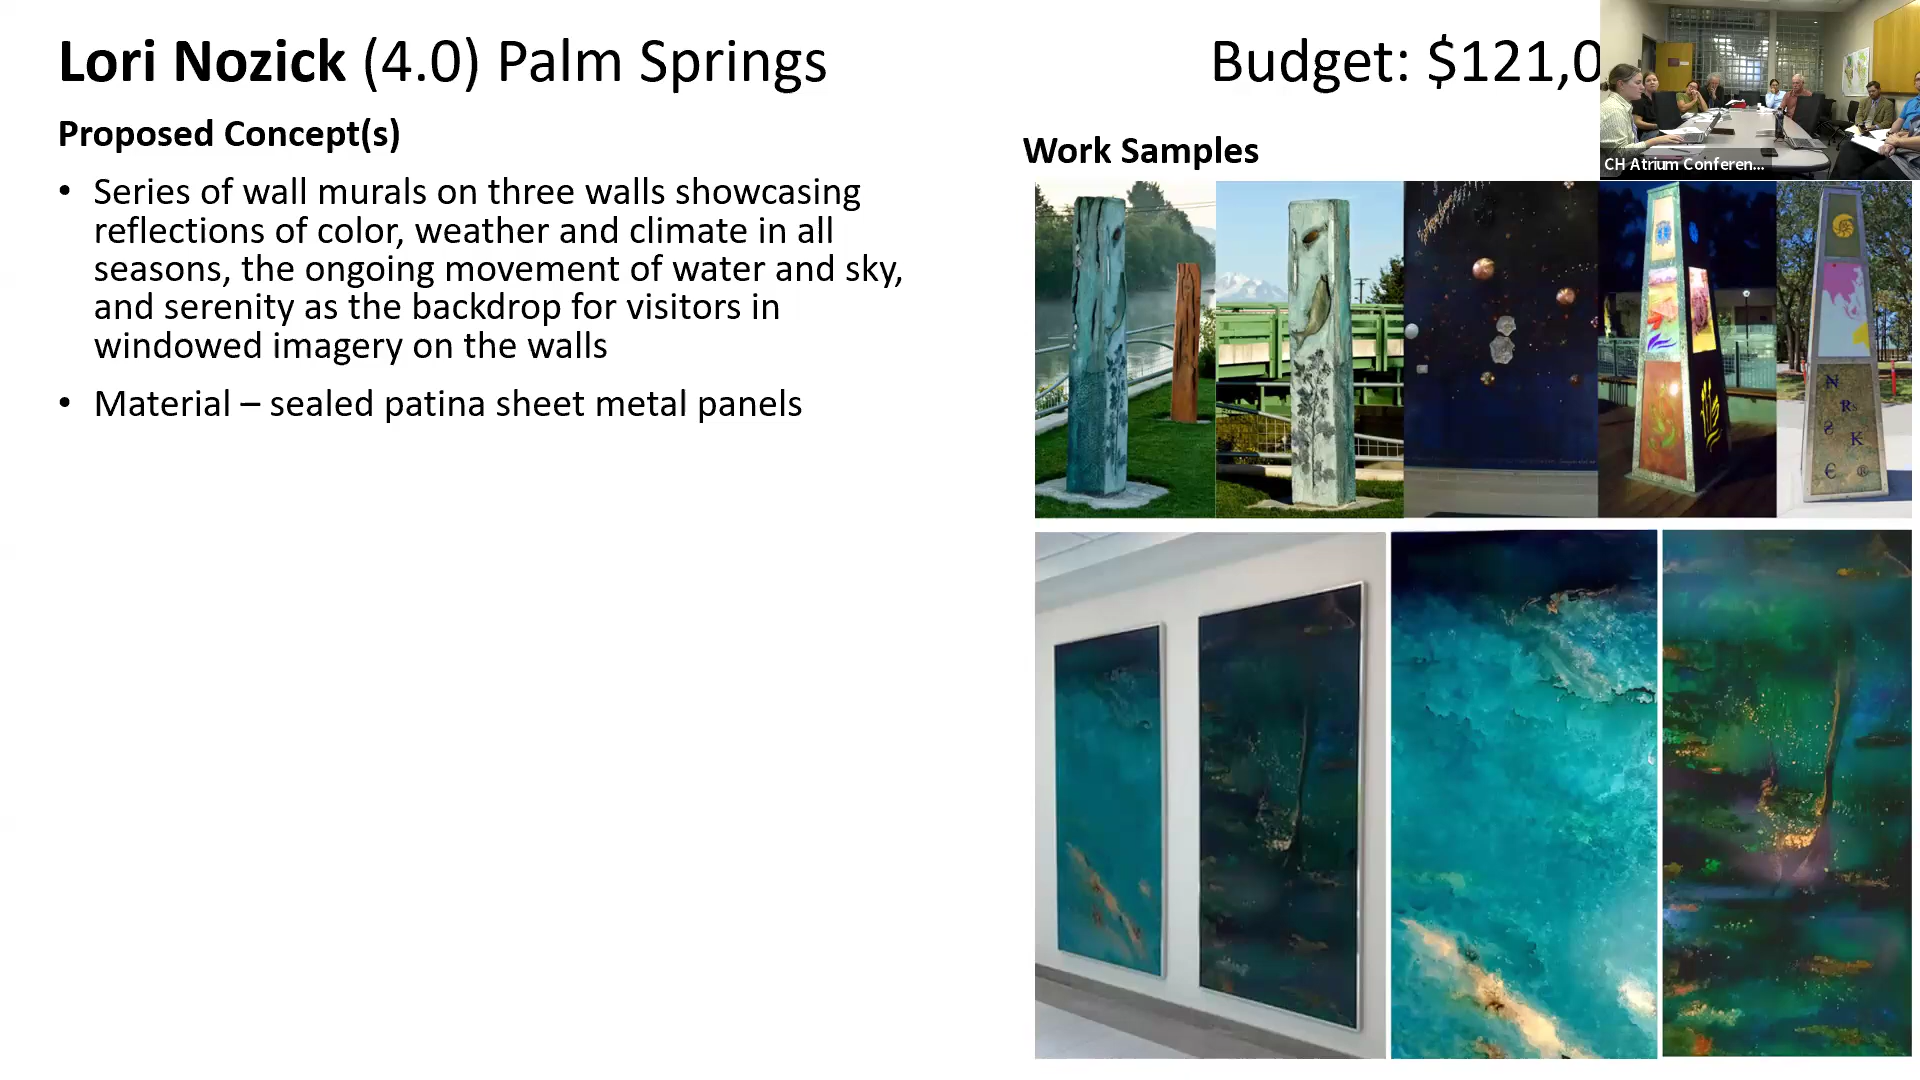 Lori Nozick (4.0) Palm Springs
Budget: $121,0
Proposed Concept(s)
• Series of wall murals on three walls showcasing
reflections of color, weather and climate in all
seasons, the ongoing movement of water and sky,
and serenity as the backdrop for visitors in
windowed imagery on the walls
• Material – sealed patina sheet metal panels
Work Samples
CH Atrium Conferen...